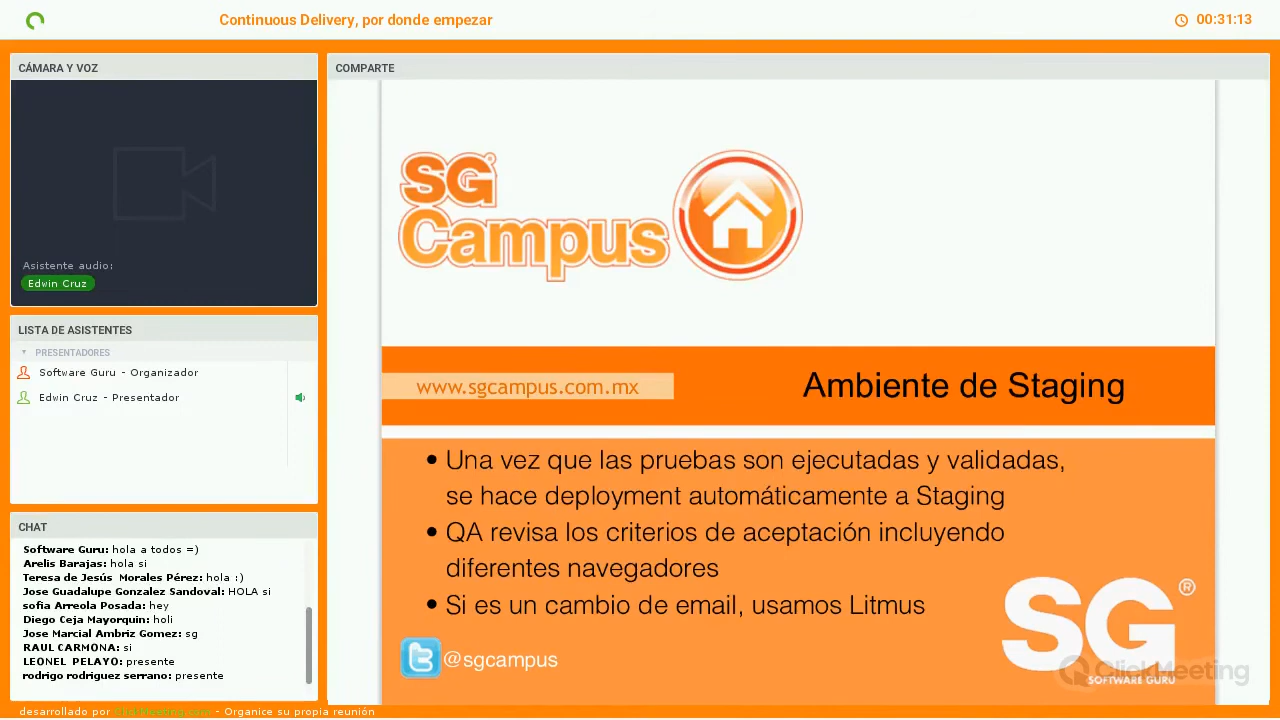 Continuous Delivery, por donde empezar
00:31:13
CÁMARA Y VOZ
Asistente audio:
Edwin Cruz
LISTA DE ASISTENTES
PRESENTADORES
Software Guru - Organizador
Edwin Cruz - Presentador
CHAT
Software Guru: hola a todos =)
Arelis Barajas: hola si
Teresa de Jesús Morales Pérez: hola :)
Jose Guadalupe Gonzalez Sandoval: HOLA si
sofia Arreola Posada: hey
Diego Ceja Mayorquin: holi
Jose Marcial Ambriz Gomez: sg
RAUL CARMONA: si
LEONEL PELAYO: presente
rodrigo rodriguez serrano: presente
desarrollado por ClickMeeting.com - Organice su propia reunión
COMPARTE
SG
Campus
www.sgcampus.com.mx
Ambiente de Staging
• Una vez que las pruebas son ejecutadas y validadas,
se hace deployment automáticamente a Staging
• QA revisa los criterios de aceptación incluyendo
diferentes navegadores
• Si es un cambio de email, usamos Litmus
@sgcampus
SG®
SOFTWARE GURU
ClickMeeting